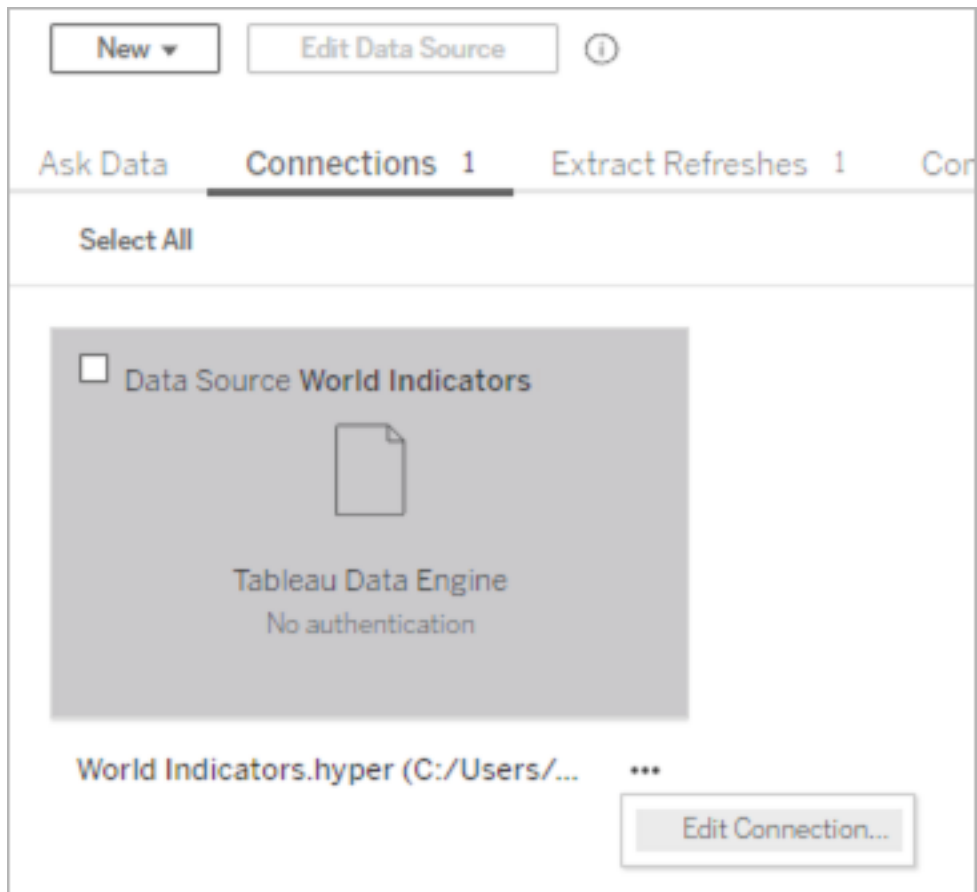 New
Edit Data Source
Ask Data Connections 1 Extract Refreshes 1 Cor
Select All
Data Source World Indicators
Tableau Data Engine
No authentication
World Indicators.hyper (C:/Users/... •••
Edit Connection...